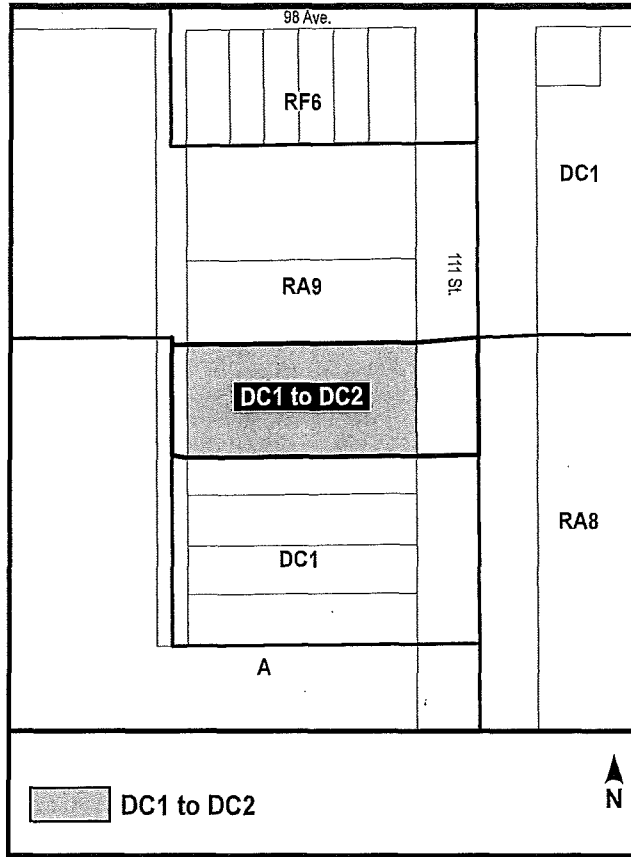 98 Ave.
RF6
DC1
111 St.
RA9
DC1 to DC2
RA8
DC1
A
DC1 to DC2
N